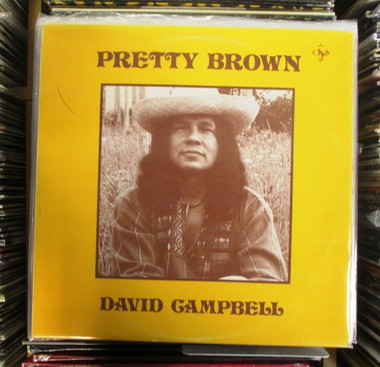 PRETTY BROWN
DAVID CAMPBELL